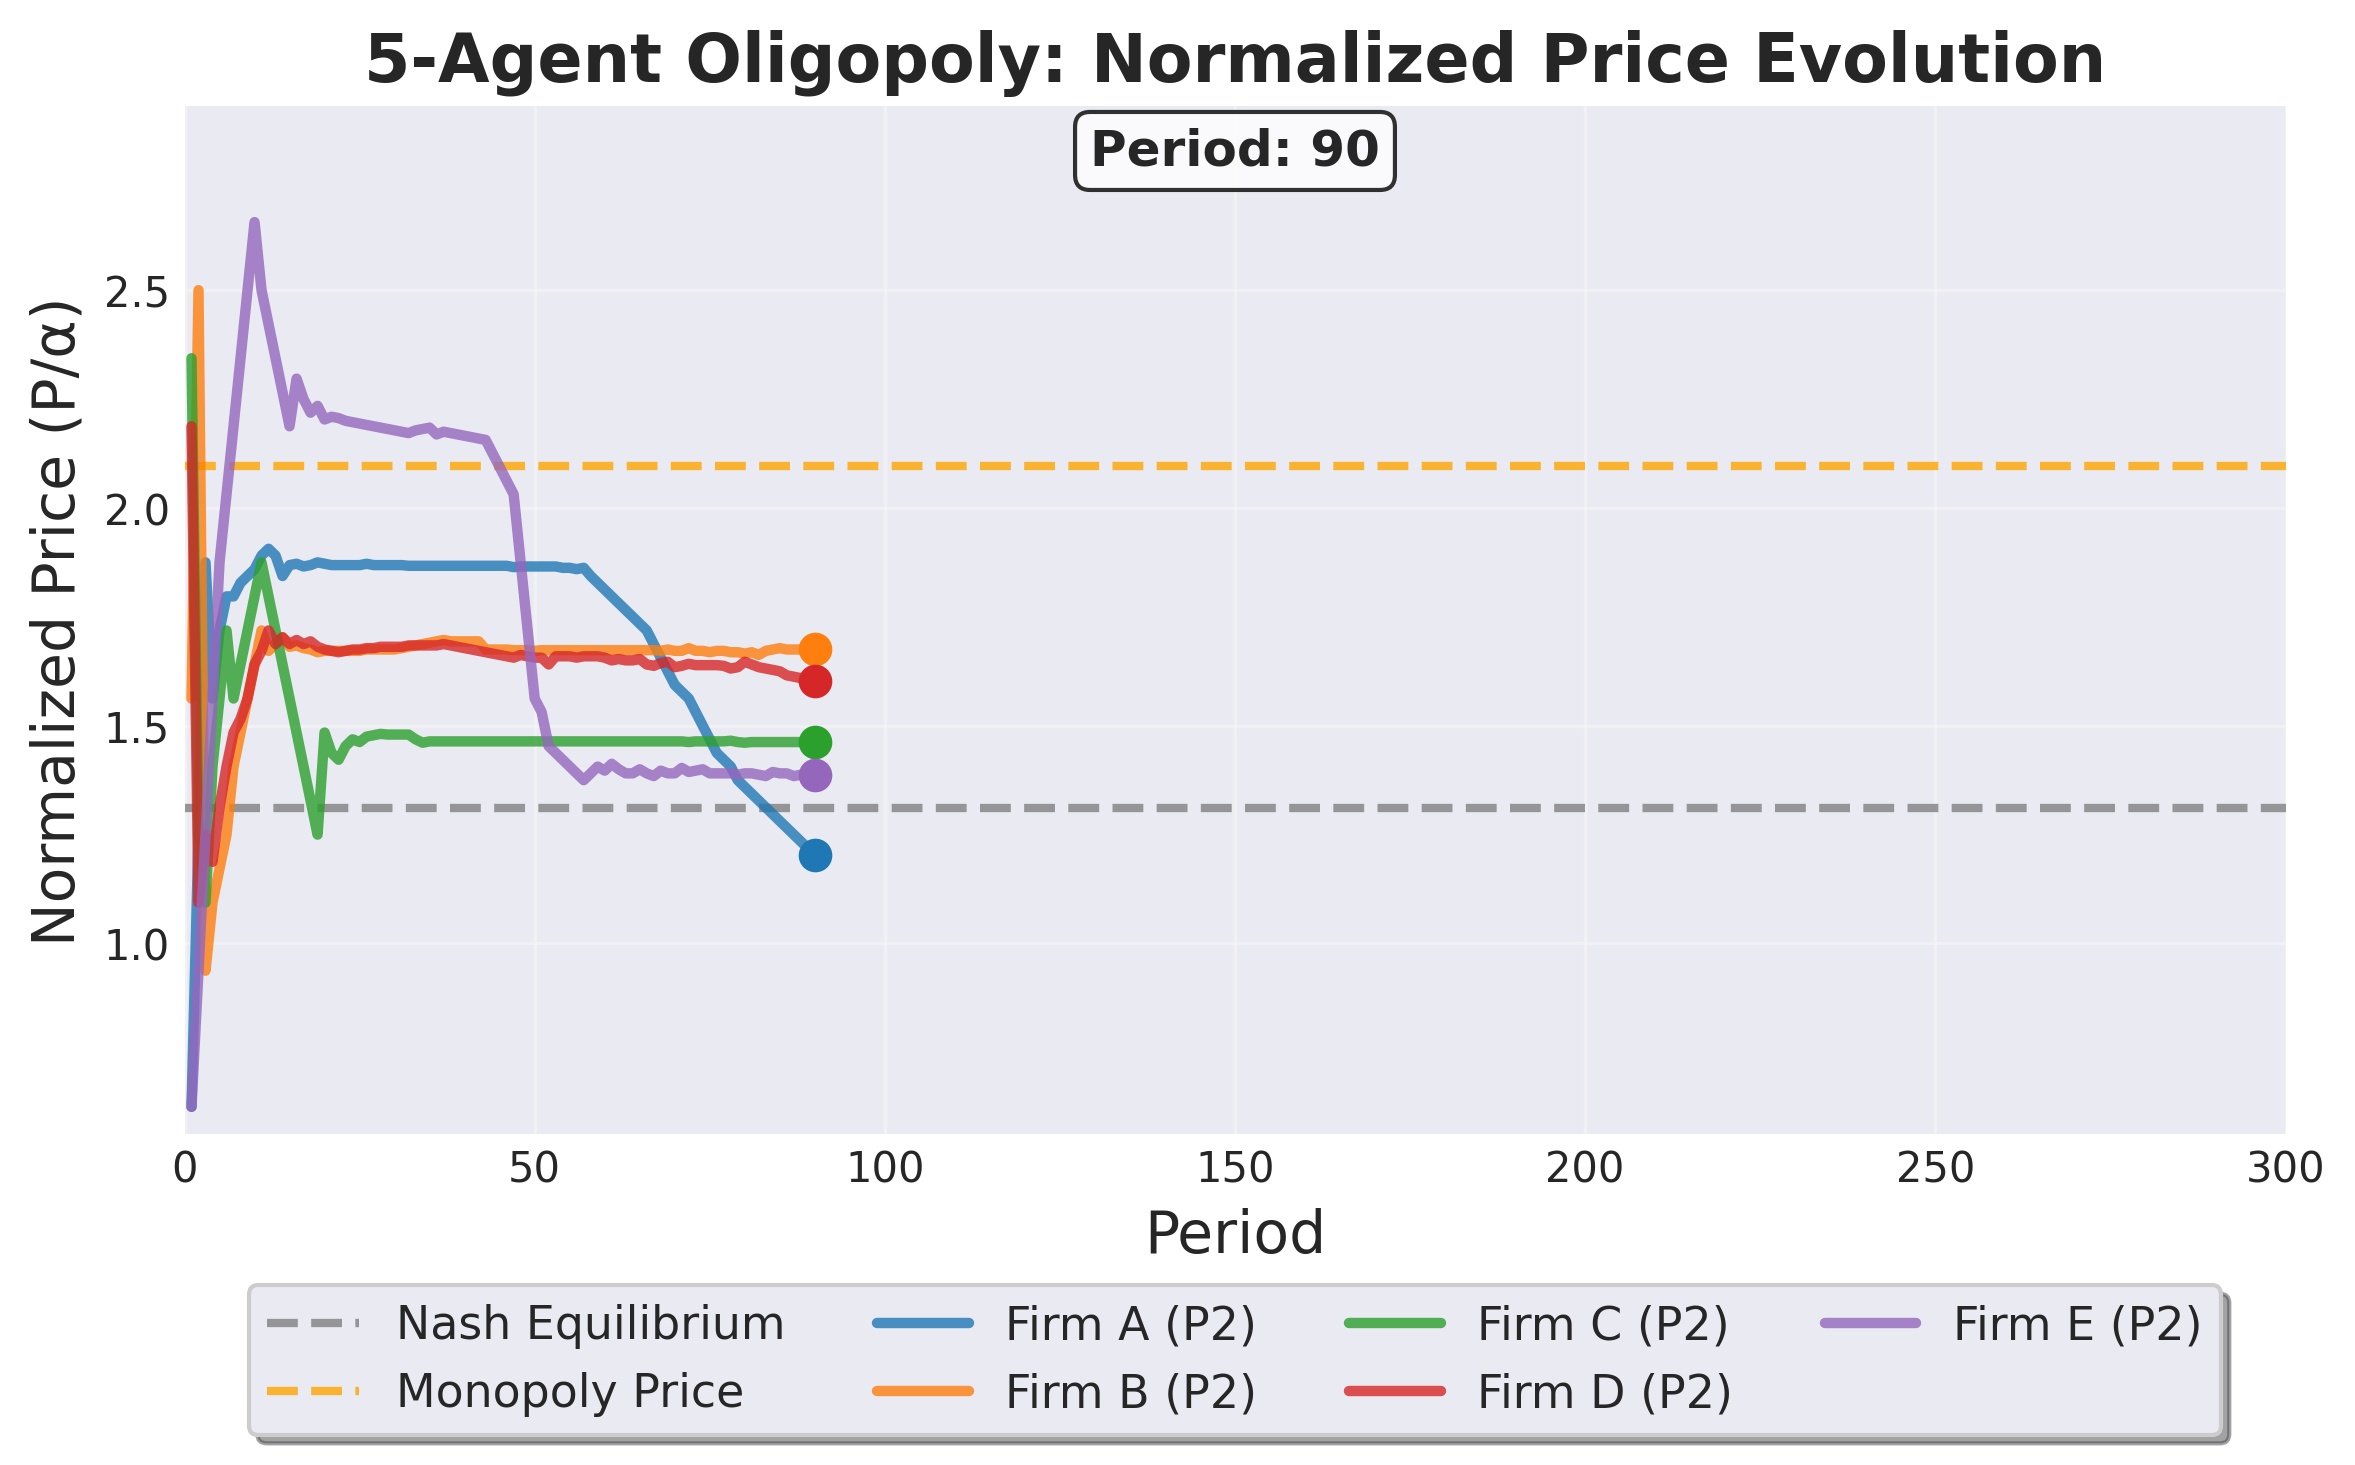 5-Agent Oligopoly: Normalized Price Evolution
Period: 90
Normalized Price (P/α)
2.5
2.0
1.5
1.0
0 50 100 150 200 250 300
Period
Nash Equilibrium Firm A (P2) Firm C (P2) Firm E (P2)
Monopoly Price Firm B (P2) Firm D (P2)